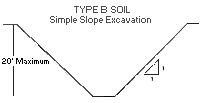 TYPE B SOIL
Simple Slope Excavation
20' Maximum
1
1